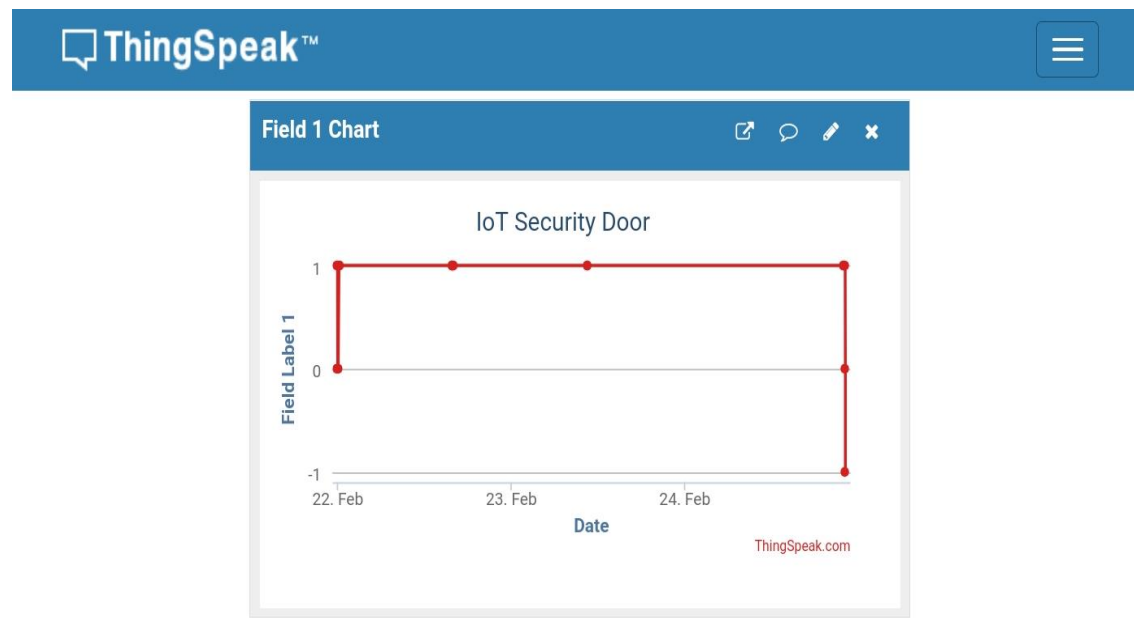 ThingSpeak™
Field 1 Chart
IoT Security Door
1
0
-1
Field Label 1
22. Feb 23. Feb 24. Feb
Date
ThingSpeak.com